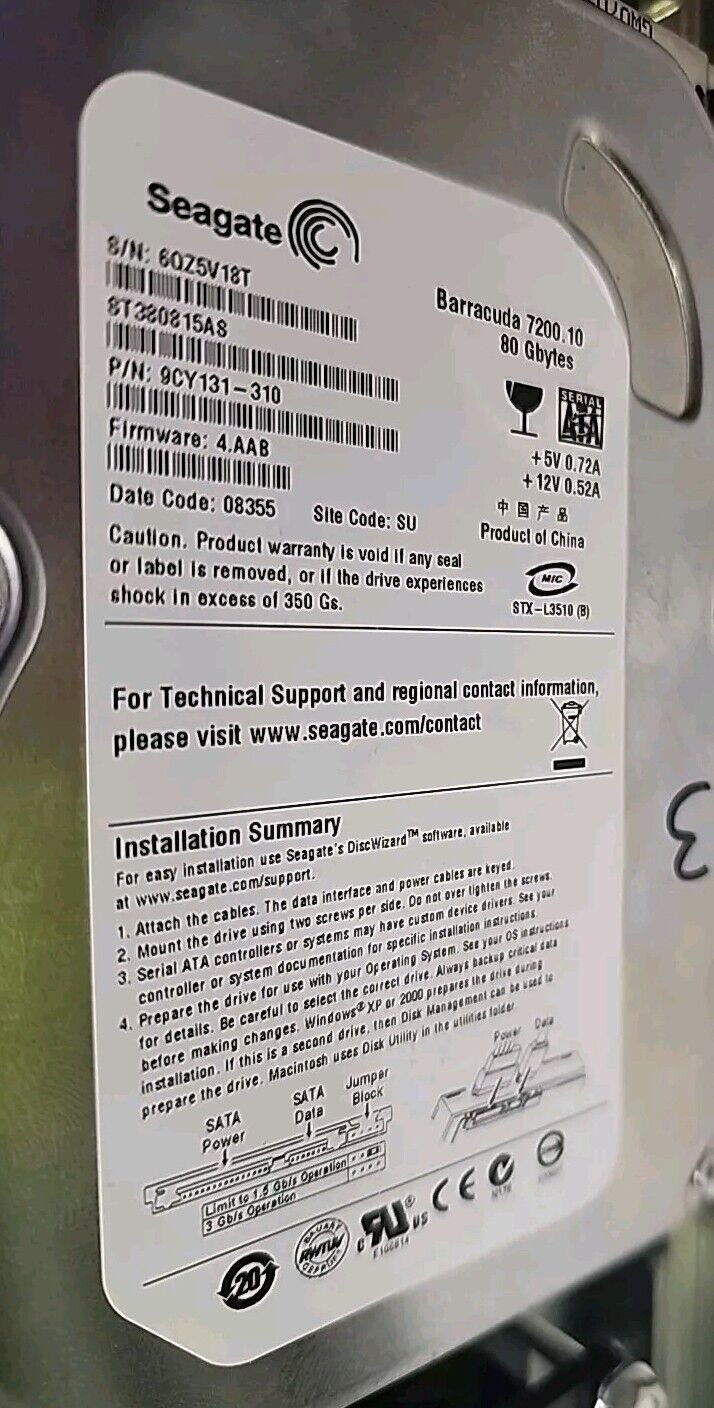 Seagate
S/N: 6QZ5V18T
ST380815AS
P/N: 9CY131-310
Firmware: 4.AAB
Date Code: 08355 Site Code: SU
Barracuda 7200.10
80 Gbytes
SERIAL
ATA
+5V 0.72A
+12V 0.52A
中国产品
Product of China
MIC
STX-L3510 (B)
Caution. Product warranty is void if any seal
or label is removed, or if the drive experiences
shock in excess of 350 Gs.
For Technical Support and regional contact information,
please visit www.seagate.com/contact
Installation Summary
For easy installation use Seagate's DiscWizard™ software, available
at www.seagate.com/support.
1. Attach the cables. The data interface and power cables are keyed.
2. Mount the drive using two screws per side. Do not over tighten the screws.
3. Serial ATA controllers or systems may have custom device drivers. See your
controller or system documentation for specific installation instructions.
4. Prepare the drive for use with your Operating System. See your OS instructions
for details. Be careful to select the correct drive. Always backup critical data
before making changes. Windows® XP or 2000 prepares the drive during
installation. If this is a second drive, then Disk Management can be used to
prepare the drive. Macintosh uses Disk Utility in the utilities folder.
SATA
Power
SATA
Data
Jumper
Block
Power Data
Limit to 1.5 Gb/s Operation
3 Gb/s Operation
20
RWTÜV
c RU® US
CE
3